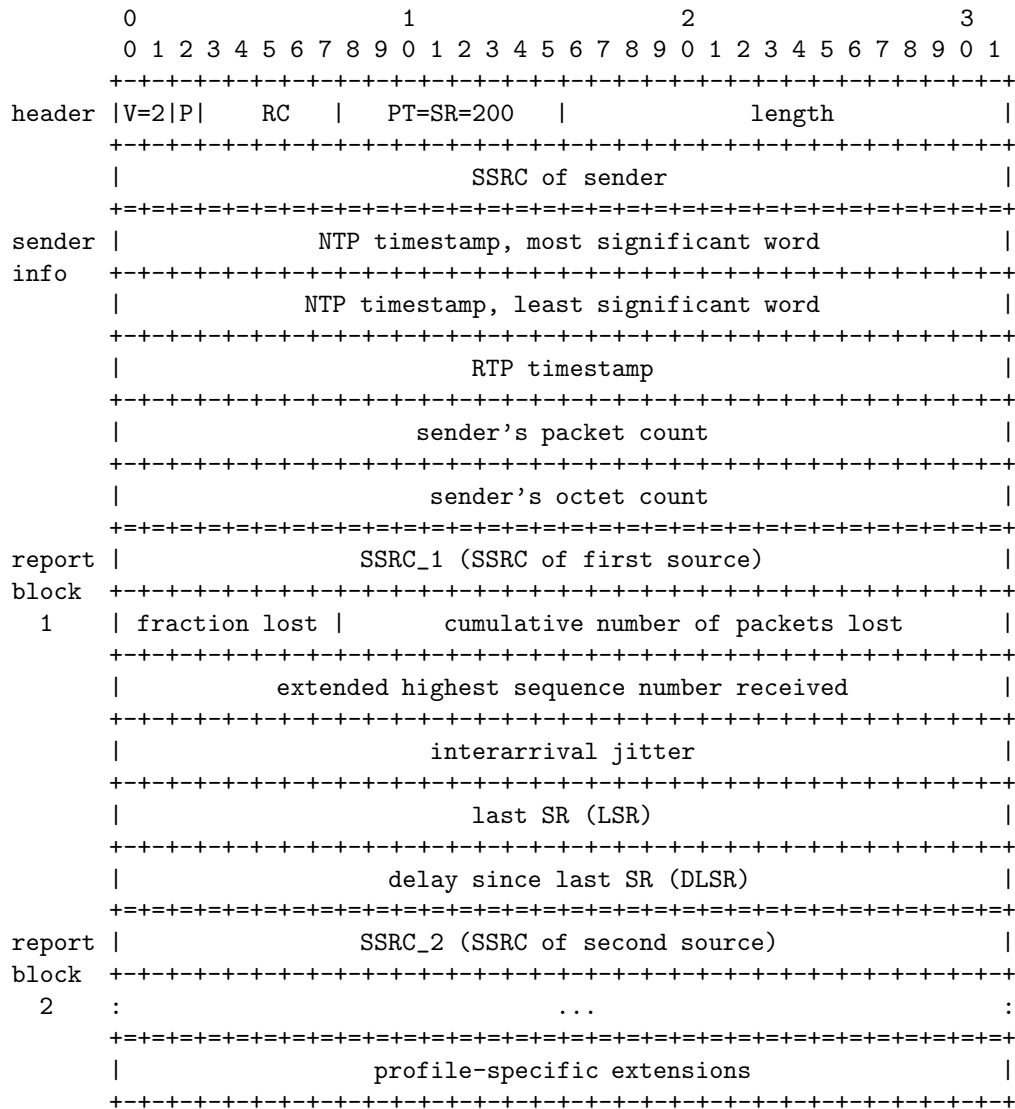 0                   1                   2                   3
        0 1 2 3 4 5 6 7 8 9 0 1 2 3 4 5 6 7 8 9 0 1 2 3 4 5 6 7 8 9 0 1
       +-+-+-+-+-+-+-+-+-+-+-+-+-+-+-+-+-+-+-+-+-+-+-+-+-+-+-+-+-+-+-+-+
header |V=2|P|    RC   |   PT=SR=200   |             length            |
       +-+-+-+-+-+-+-+-+-+-+-+-+-+-+-+-+-+-+-+-+-+-+-+-+-+-+-+-+-+-+-+-+
       |                         SSRC of sender                        |
       +=+=+=+=+=+=+=+=+=+=+=+=+=+=+=+=+=+=+=+=+=+=+=+=+=+=+=+=+=+=+=+=+
sender |              NTP timestamp, most significant word             |
info   +-+-+-+-+-+-+-+-+-+-+-+-+-+-+-+-+-+-+-+-+-+-+-+-+-+-+-+-+-+-+-+-+
       |             NTP timestamp, least significant word             |
       +-+-+-+-+-+-+-+-+-+-+-+-+-+-+-+-+-+-+-+-+-+-+-+-+-+-+-+-+-+-+-+-+
       |                         RTP timestamp                         |
       +-+-+-+-+-+-+-+-+-+-+-+-+-+-+-+-+-+-+-+-+-+-+-+-+-+-+-+-+-+-+-+-+
       |                     sender's packet count                     |
       +-+-+-+-+-+-+-+-+-+-+-+-+-+-+-+-+-+-+-+-+-+-+-+-+-+-+-+-+-+-+-+-+
       |                      sender's octet count                     |
       +=+=+=+=+=+=+=+=+=+=+=+=+=+=+=+=+=+=+=+=+=+=+=+=+=+=+=+=+=+=+=+=+
report |                 SSRC_1 (SSRC of first source)                 |
block  +-+-+-+-+-+-+-+-+-+-+-+-+-+-+-+-+-+-+-+-+-+-+-+-+-+-+-+-+-+-+-+-+
  1    | fraction lost |       cumulative number of packets lost       |
       +-+-+-+-+-+-+-+-+-+-+-+-+-+-+-+-+-+-+-+-+-+-+-+-+-+-+-+-+-+-+-+-+
       |           extended highest sequence number received           |
       +-+-+-+-+-+-+-+-+-+-+-+-+-+-+-+-+-+-+-+-+-+-+-+-+-+-+-+-+-+-+-+-+
       |                      interarrival jitter                      |
       +-+-+-+-+-+-+-+-+-+-+-+-+-+-+-+-+-+-+-+-+-+-+-+-+-+-+-+-+-+-+-+-+
       |                         last SR (LSR)                         |
       +-+-+-+-+-+-+-+-+-+-+-+-+-+-+-+-+-+-+-+-+-+-+-+-+-+-+-+-+-+-+-+-+
       |                   delay since last SR (DLSR)                  |
       +=+=+=+=+=+=+=+=+=+=+=+=+=+=+=+=+=+=+=+=+=+=+=+=+=+=+=+=+=+=+=+=+
report |                 SSRC_2 (SSRC of second source)                |
block  +-+-+-+-+-+-+-+-+-+-+-+-+-+-+-+-+-+-+-+-+-+-+-+-+-+-+-+-+-+-+-+-+
  2    :                               ...                             :
       +=+=+=+=+=+=+=+=+=+=+=+=+=+=+=+=+=+=+=+=+=+=+=+=+=+=+=+=+=+=+=+=+
       |                  profile-specific extensions                  |
       +-+-+-+-+-+-+-+-+-+-+-+-+-+-+-+-+-+-+-+-+-+-+-+-+-+-+-+-+-+-+-+-+